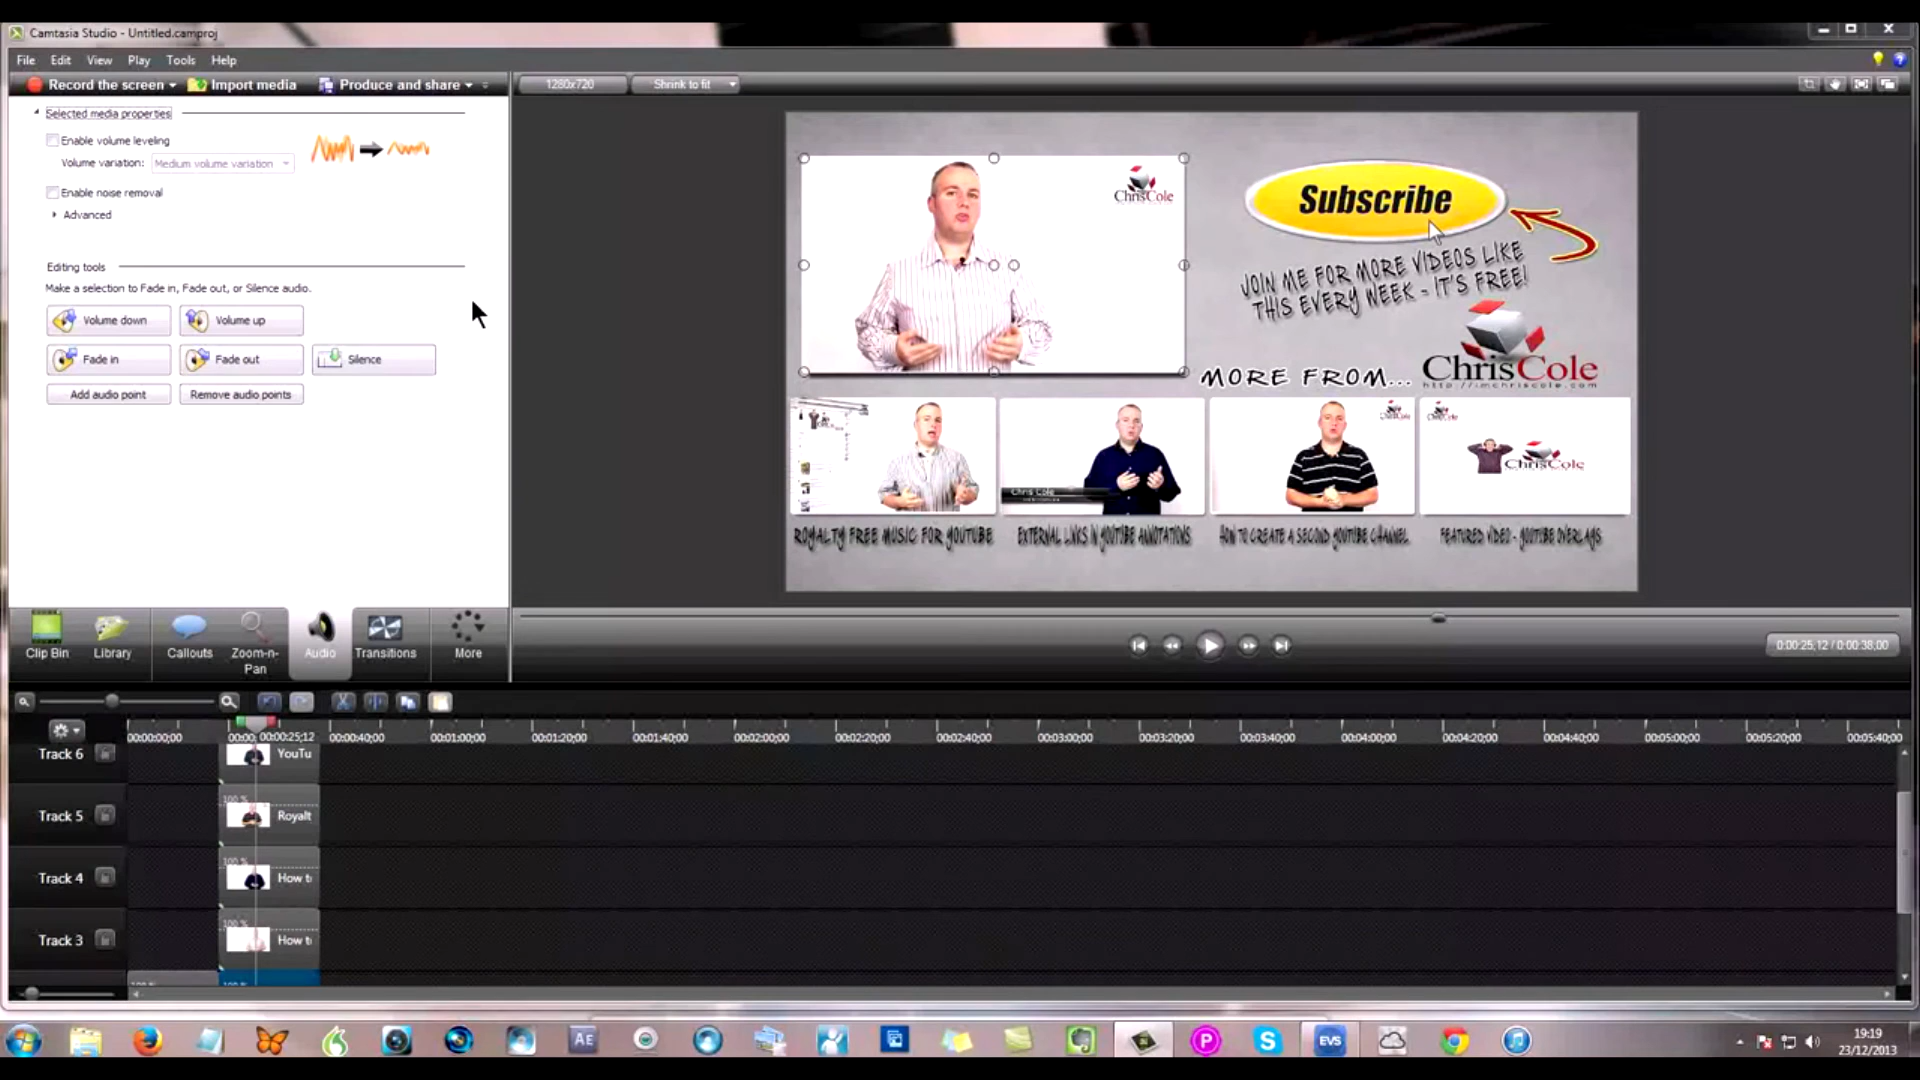 Camtasia Studio - Untitled.camproj
File Edit View Play Tools Help
Record the screen Import media Produce and share
1280x720 Shrink to fit
Selected media properties
Enable volume leveling
Volume variation: Medium volume variation
Enable noise removal
Advanced
Editing tools
Make a selection to Fade in, Fade out, or Silence audio.
Volume down Volume up
Fade in Fade out Silence
Add audio point Remove audio points
ChrisCole
Subscribe
JOIN ME FOR MORE VIDEOS LIKE
THIS EVERY WEEK - IT'S FREE!
MORE FROM...
ChrisCole
http://imchriscole.com
Chris Cole
ChrisCole
ROYALTY FREE MUSIC FOR YOUTUBE
EXTERNAL LINKS IN YOUTUBE ANNOTATIONS
HOW TO CREATE A SECOND YOUTUBE CHANNEL
FEATURED VIDEO - YOUTUBE OVERLAYS
Clip Bin Library Callouts Zoom-n-Pan Audio Transitions More
0:00:25;12 / 0:00:38;00
00:00:00;00 00:00 00:00:25;12 00:00:40;00 00:01:00;00 00:01:20;00 00:01:40;00 00:02:00;00 00:02:20;00 00:02:40;00 00:03:00;00 00:03:20;00 00:03:40;00 00:04:00;00 00:04:20;00 00:04:40;00 00:05:00;00 00:05:20;00 00:05:40;00
Track 6 YouTu
100 %
Track 5 Royalt
100 %
Track 4 How t
100 %
Track 3 How t
100 % 100 %
AE P S EVS
19:19
23/12/2013